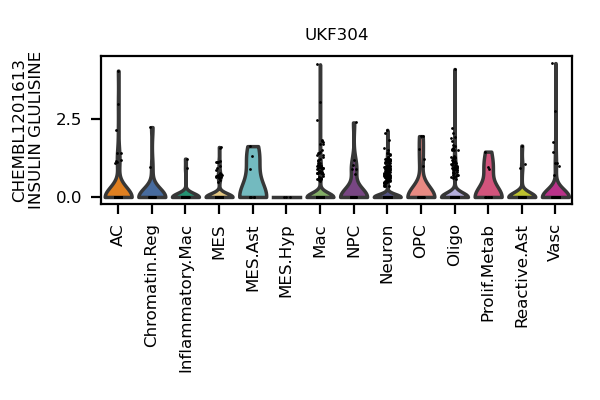 UKF304
CHEMBL1201613
INSULIN GLULISINE
2.5
0.0
AC
Chromatin.Reg
Inflammatory.Mac
MES
MES.Ast
MES.Hyp
Mac
NPC
Neuron
OPC
Oligo
Prolif.Metab
Reactive.Ast
Vasc